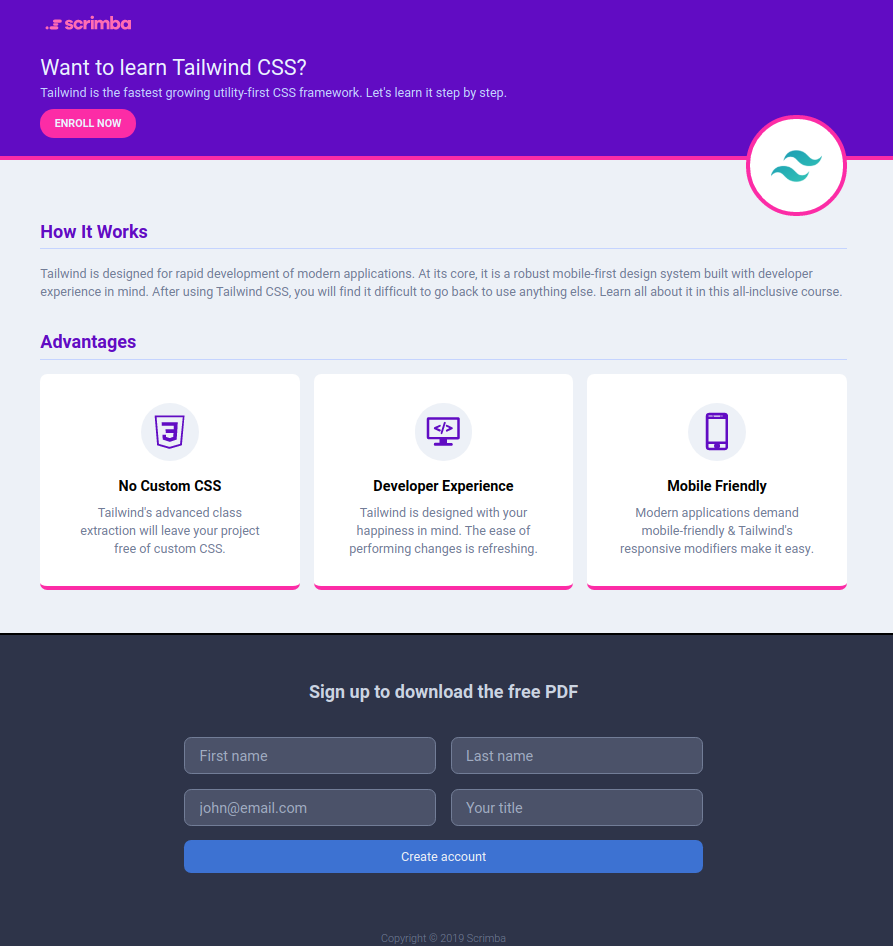 scrimba
Want to learn Tailwind CSS?
Tailwind is the fastest growing utility-first CSS framework. Let's learn it step by step.
ENROLL NOW
How It Works
Tailwind is designed for rapid development of modern applications. At its core, it is a robust mobile-first design system built with developer
experience in mind. After using Tailwind CSS, you will find it difficult to go back to use anything else. Learn all about it in this all-inclusive course.
Advantages
No Custom CSS
Tailwind's advanced class
extraction will leave your project
free of custom CSS.
Developer Experience
Tailwind is designed with your
happiness in mind. The ease of
performing changes is refreshing.
Mobile Friendly
Modern applications demand
mobile-friendly & Tailwind's
responsive modifiers make it easy.
Sign up to download the free PDF
First name
Last name
john@email.com
Your title
Create account
Copyright © 2019 Scrimba